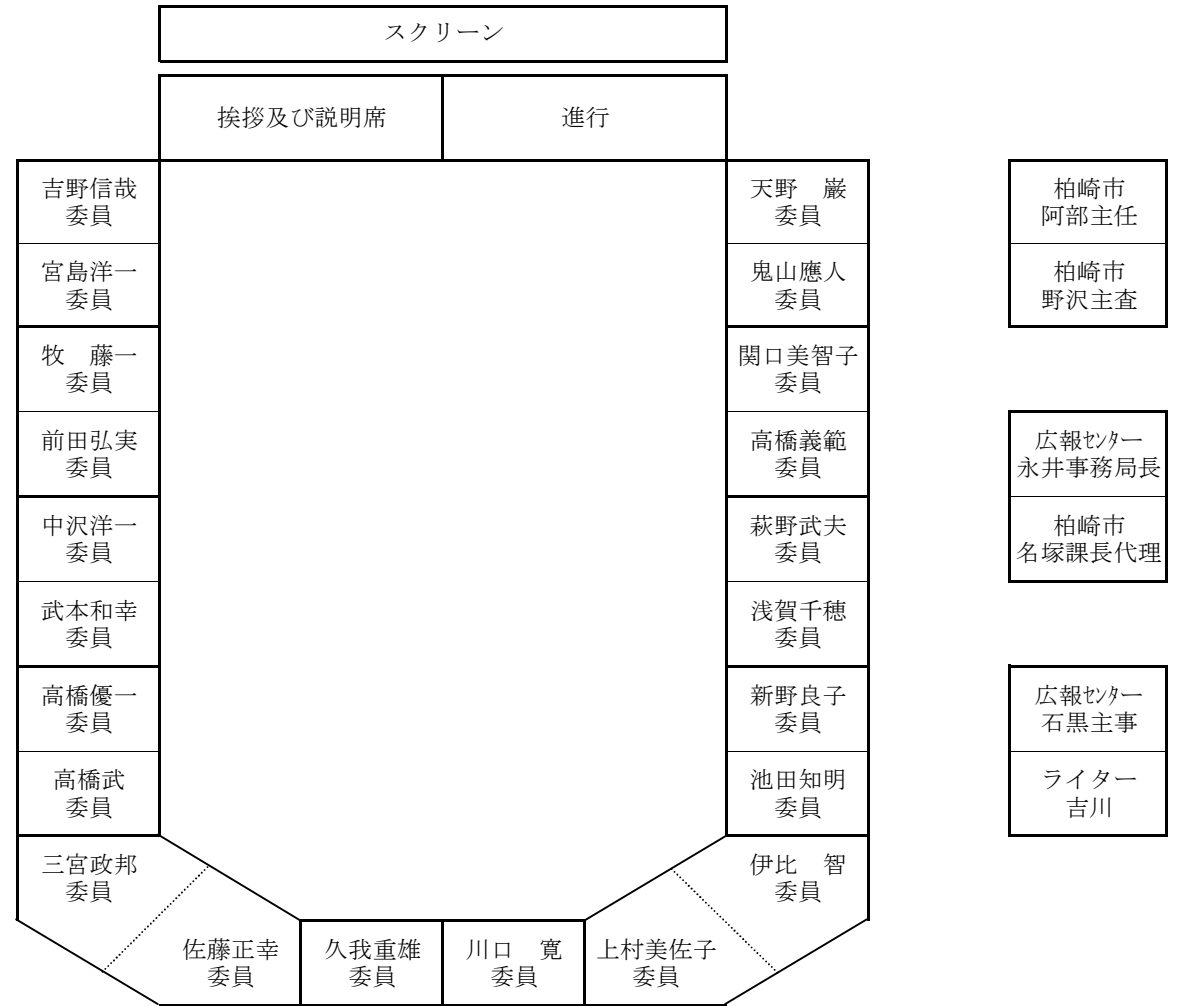 スクリーン
挨拶及び説明席
進行
吉野信哉
委員
宮島洋一
委員
牧　藤一
委員
前田弘実
委員
中沢洋一
委員
武本和幸
委員
高橋優一
委員
高橋武
委員
三宮政邦
委員
佐藤正幸
委員
久我重雄
委員
川口　寛
委員
上村美佐子
委員
天野　巌
委員
鬼山應人
委員
関口美智子
委員
高橋義範
委員
萩野武夫
委員
浅賀千穂
委員
新野良子
委員
池田知明
委員
伊比　智
委員
柏崎市
阿部主任
柏崎市
野沢主査
広報ｾﾝﾀー
永井事務局長
柏崎市
名塚課長代理
広報ｾﾝﾀー
石黒主事
ライター
吉川